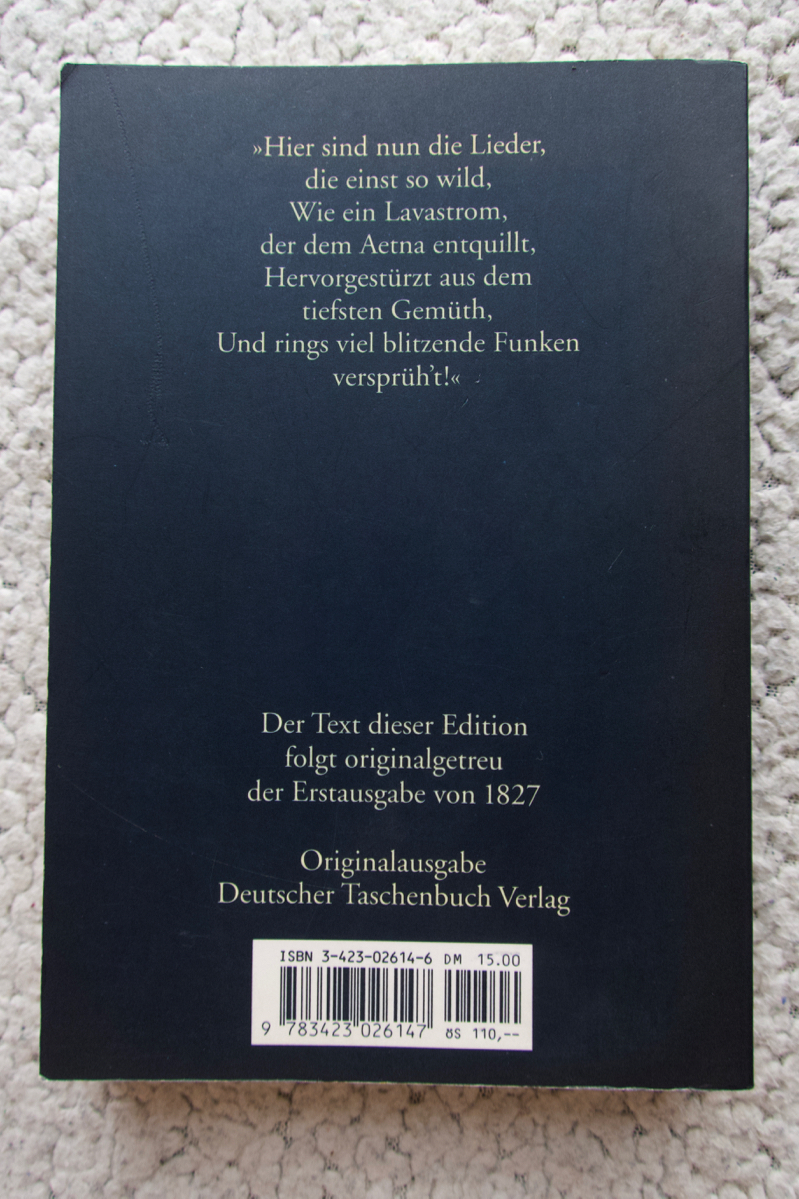 »Hier sind nun die Lieder,
die einst so wild,
Wie ein Lavastrom,
der dem Aetna entquillt,
Hervorgestürzt aus dem
tiefsten Gemüth,
Und rings viel blitzende Funken
versprüh't!«
Der Text dieser Edition
folgt originalgetreu
der Erstausgabe von 1827
Originalausgabe
Deutscher Taschenbuch Verlag
ISBN 3-423-02614-6 DM 15.00
9 783423 026147 öS 110,--